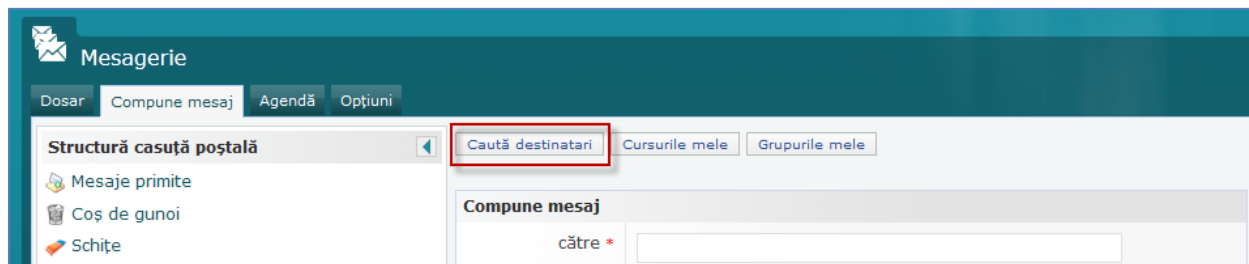 Mesagerie
Dosar Compune mesaj Agendă Opțiuni
Structură casuță poștală
Mesaje primite
Coș de gunoi
Schițe
Caută destinatari Cursurile mele Grupurile mele
Compune mesaj
către *